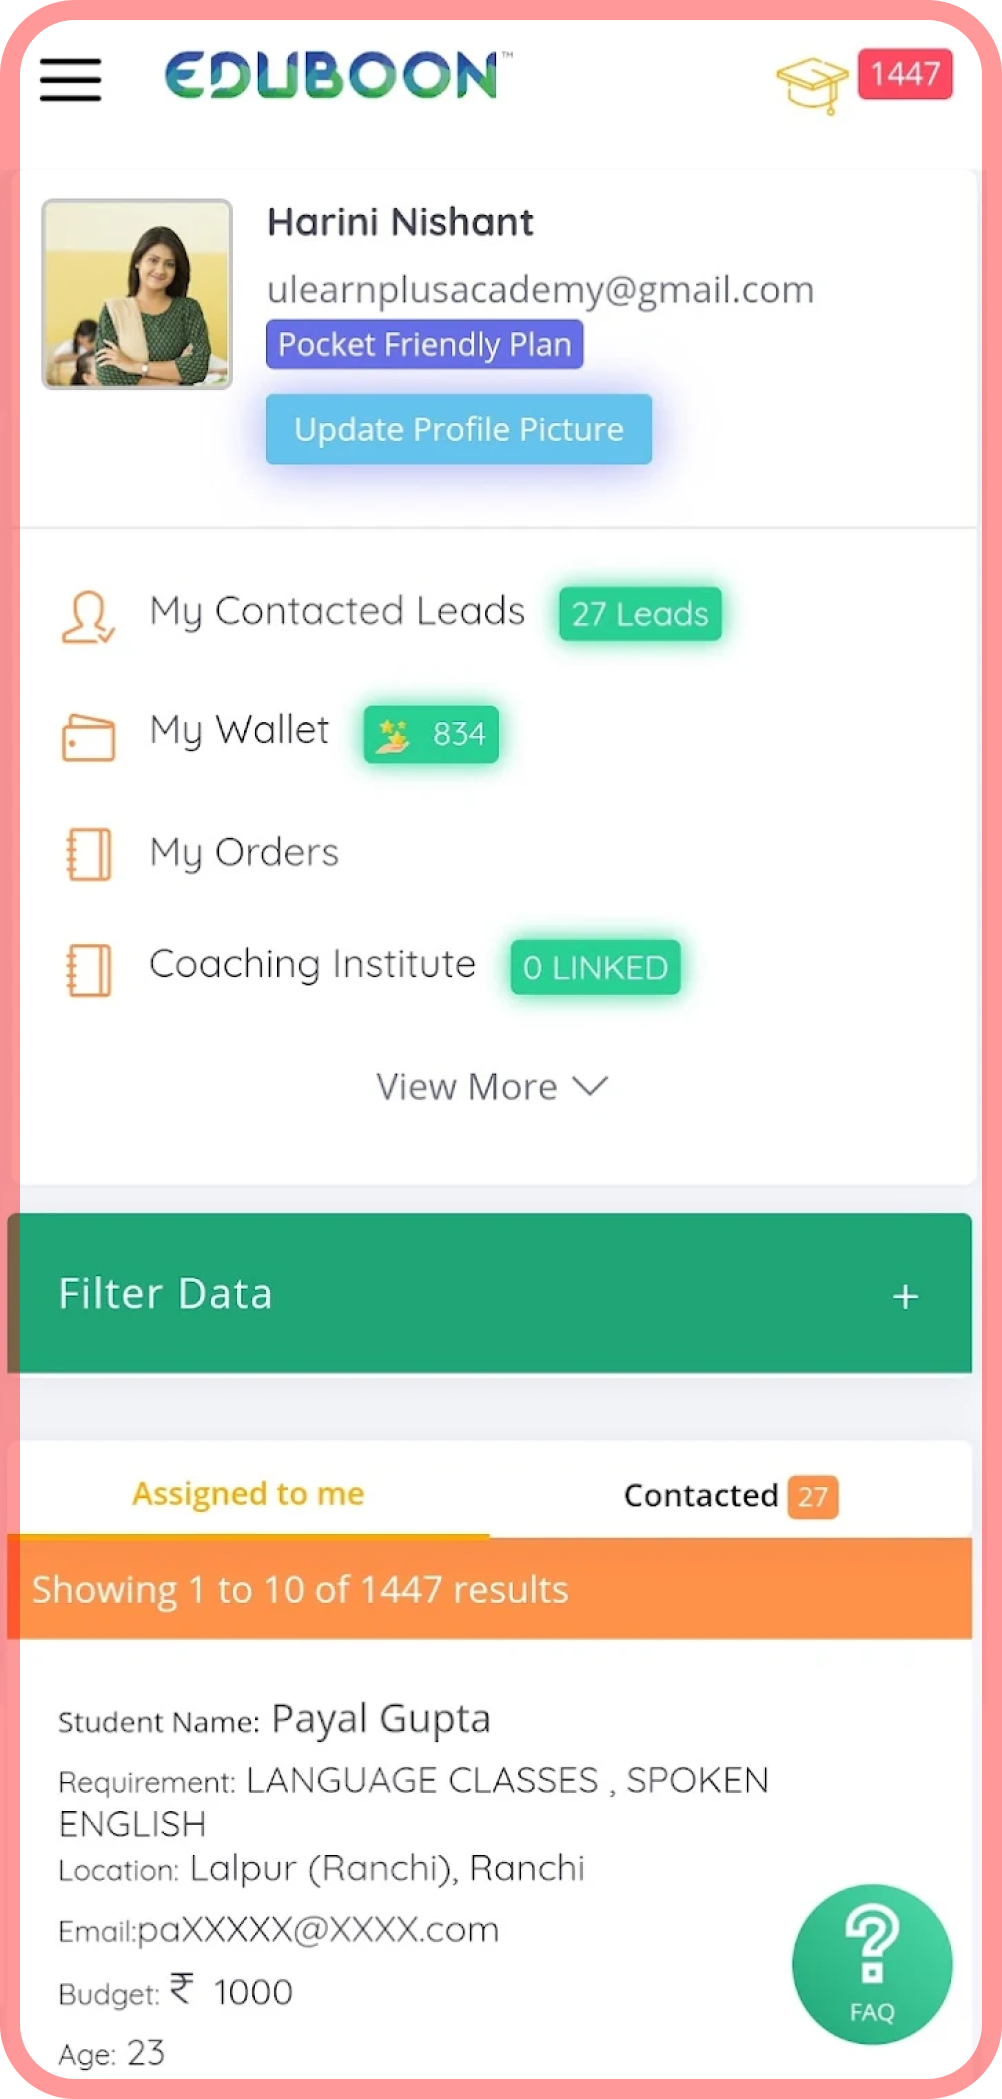 EDUBOON™
1447
Harini Nishant
ulearnplusacademy@gmail.com
Pocket Friendly Plan
Update Profile Picture
My Contacted Leads 27 Leads
My Wallet 834
My Orders
Coaching Institute 0 LINKED
View More
Filter Data +
Assigned to me Contacted 27
Showing 1 to 10 of 1447 results
Student Name: Payal Gupta
Requirement: LANGUAGE CLASSES , SPOKEN
ENGLISH
Location: Lalpur (Ranchi), Ranchi
Email:paXXXXX@XXXX.com
Budget: ₹ 1000
Age: 23
?
FAQ